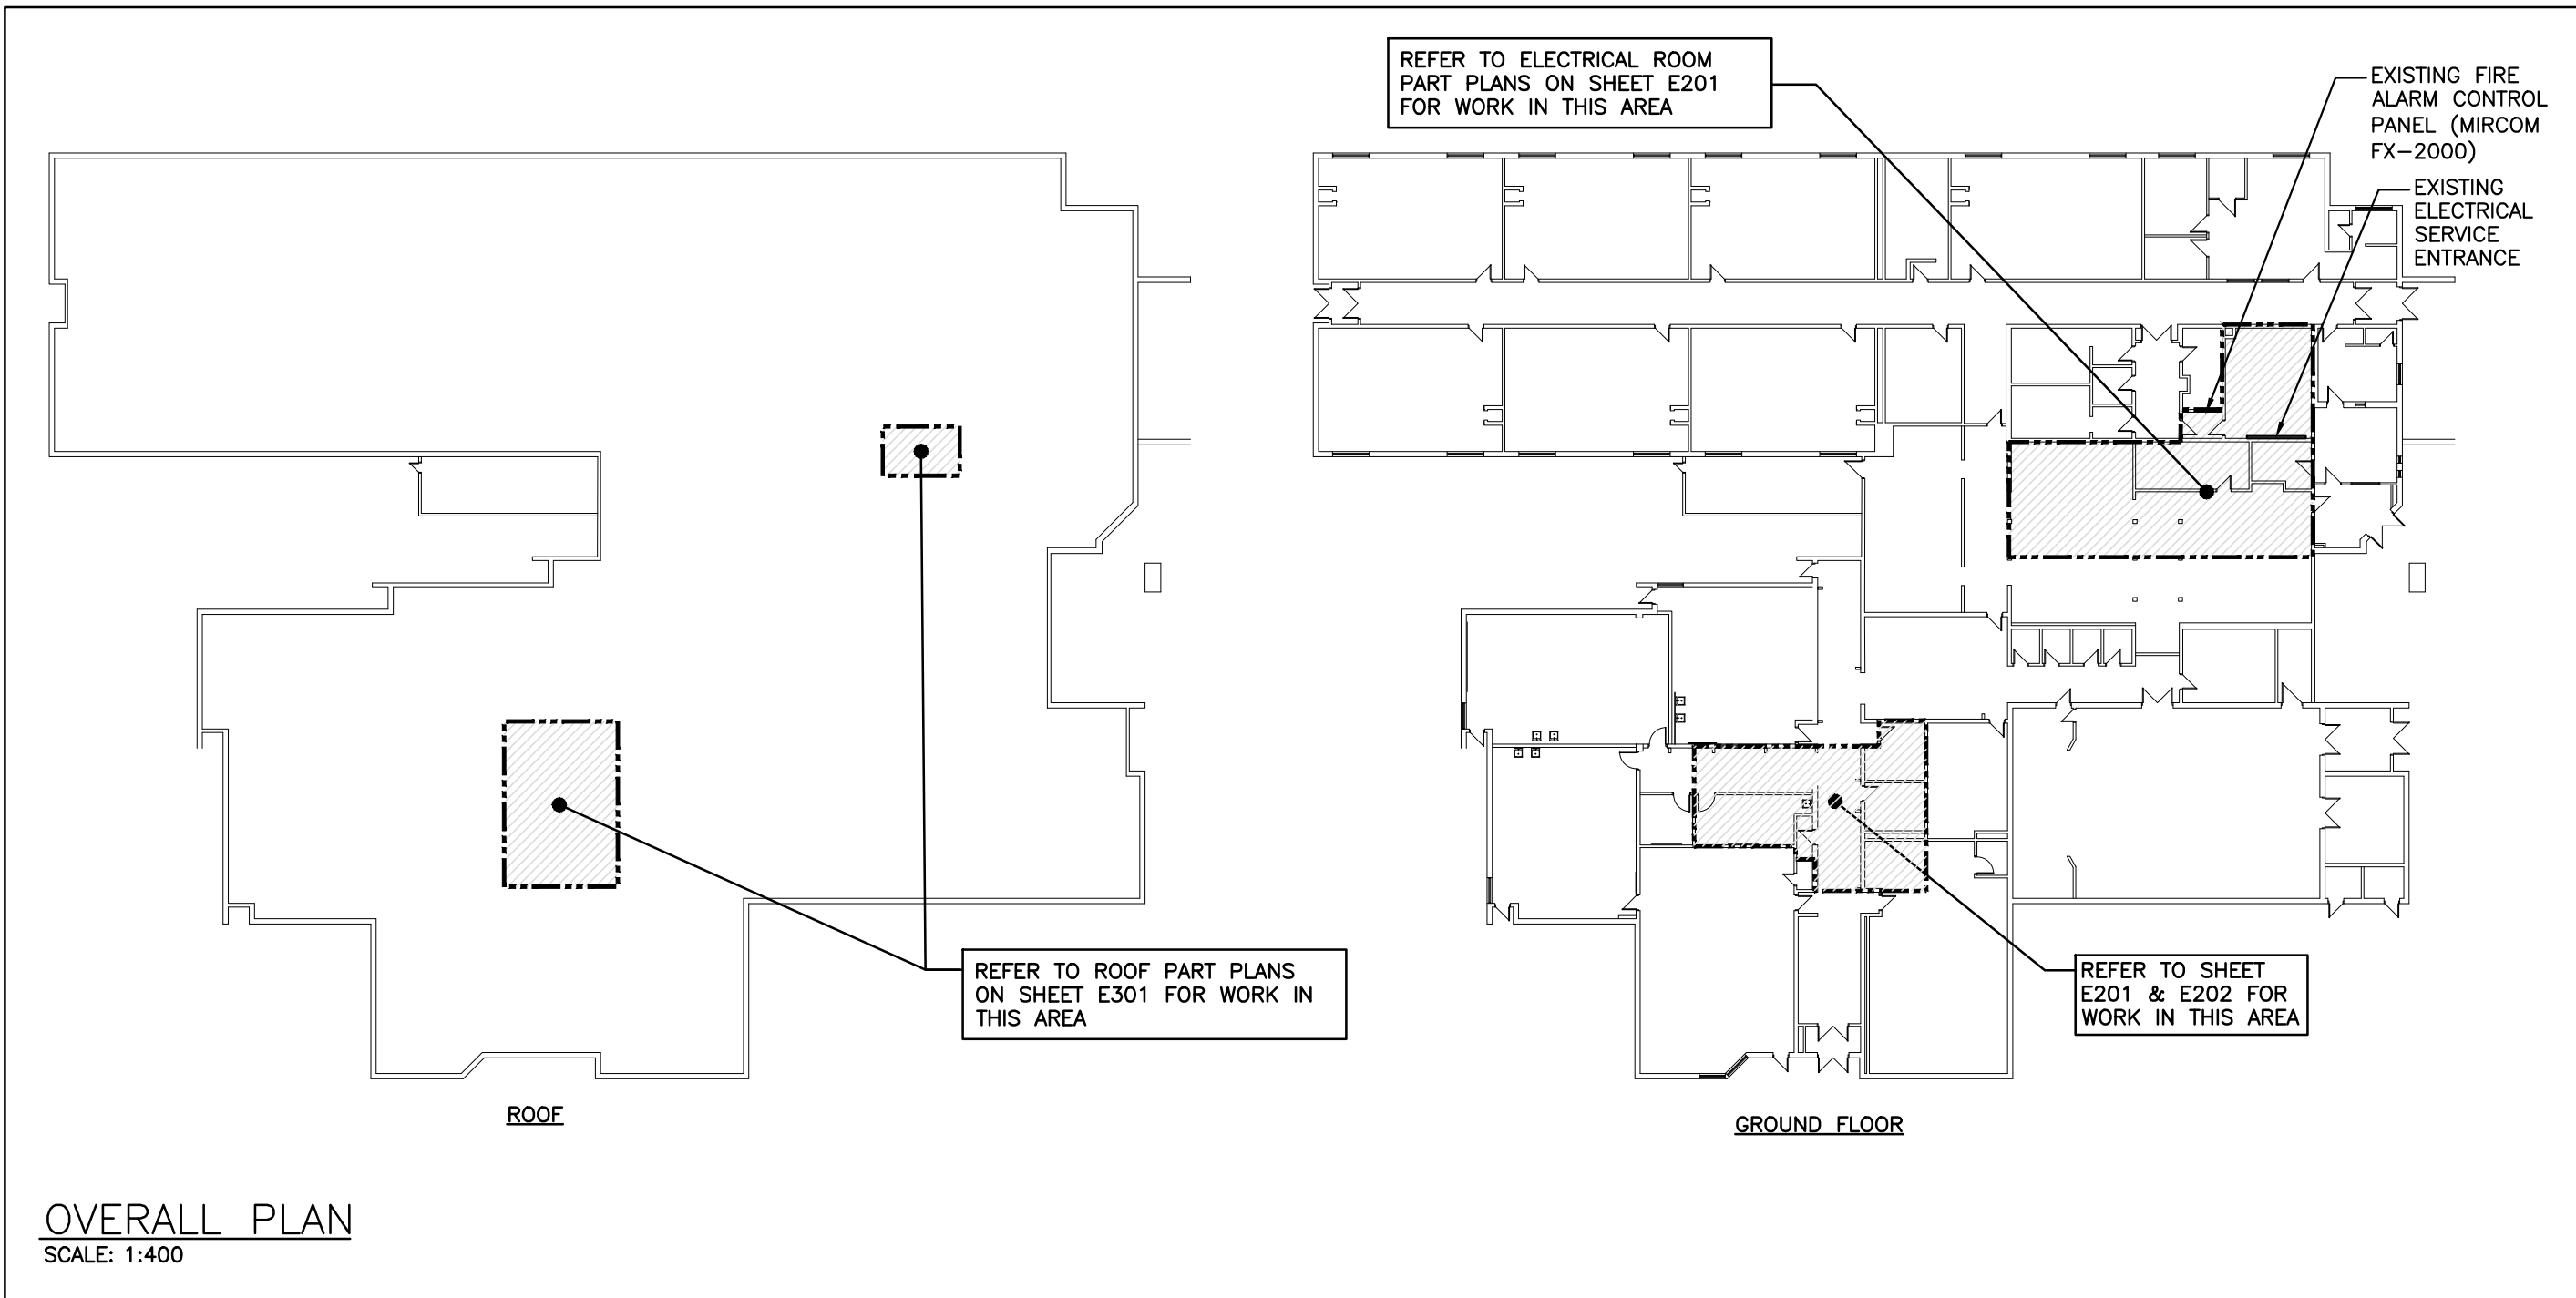 REFER TO ELECTRICAL ROOM
PART PLANS ON SHEET E201
FOR WORK IN THIS AREA
EXISTING FIRE
ALARM CONTROL
PANEL (MIRCOM
FX-2000)
EXISTING
ELECTRICAL
SERVICE
ENTRANCE
REFER TO ROOF PART PLANS
ON SHEET E301 FOR WORK IN
THIS AREA
REFER TO SHEET
E201 & E202 FOR
WORK IN THIS AREA
ROOF
GROUND FLOOR
OVERALL PLAN
SCALE: 1:400